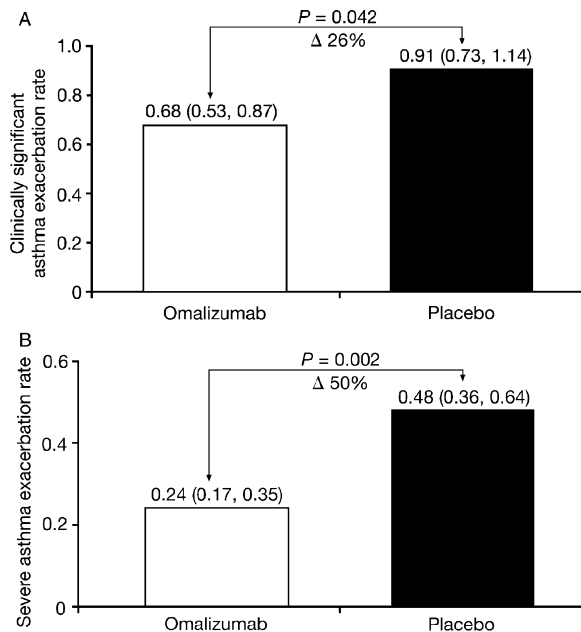 A
P = 0.042
Δ 26%
0.91 (0.73, 1.14)
0.68 (0.53, 0.87)
Clinically significant
asthma exacerbation rate
1.0
0.8
0.6
0.4
0.2
0
Omalizumab
Placebo
B
P = 0.002
Δ 50%
0.48 (0.36, 0.64)
0.24 (0.17, 0.35)
Severe asthma exacerbation rate
0.6
0.4
0.2
0
Omalizumab
Placebo